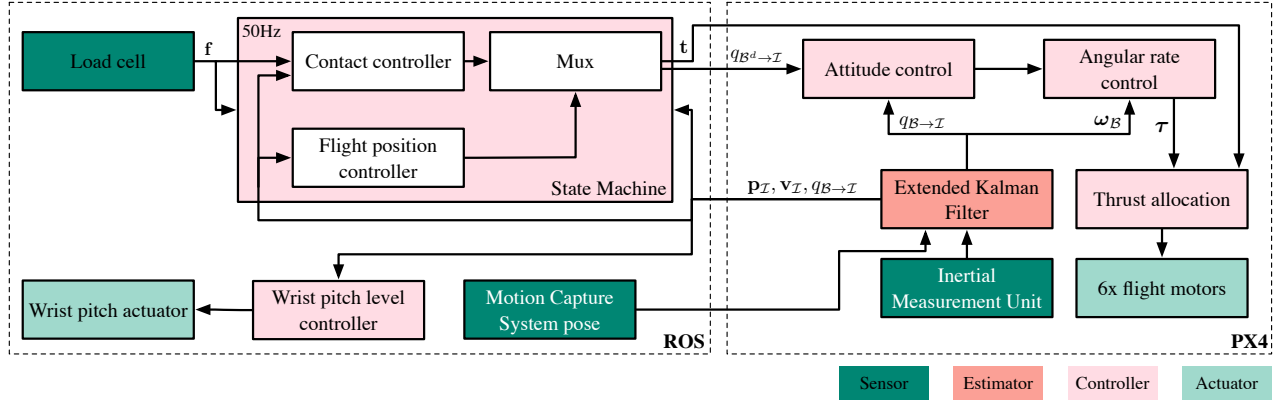 50Hz
Load cell
f
Contact controller
Mux
t
q_{ℬ^d→ℐ}
Attitude control
Angular rate
control
q_{ℬ→ℐ}
ω_ℬ
τ
Flight position
controller
State Machine
p_ℐ, v_ℐ, q_{ℬ→ℐ}
Extended Kalman
Filter
Thrust allocation
Wrist pitch actuator
Wrist pitch level
controller
Motion Capture
System pose
Inertial
Measurement Unit
6x flight motors
ROS
PX4
Sensor
Estimator
Controller
Actuator